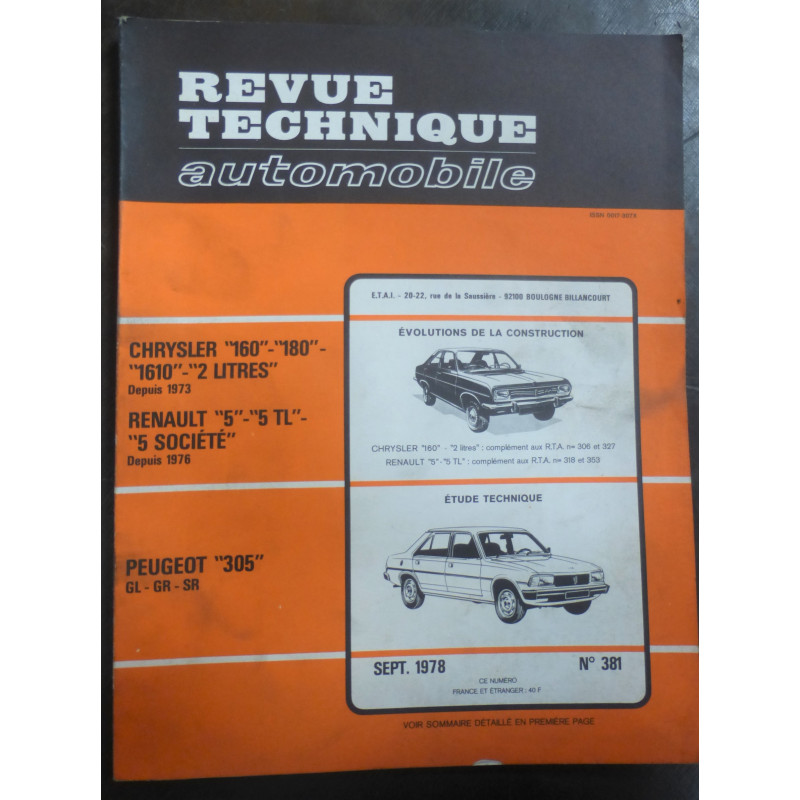 REVUE
TECHNIQUE
automobile
E.T.A.I. - 20-22, rue de la Saussière - 92100 BOULOGNE BILLANCOURT
ÉVOLUTIONS DE LA CONSTRUCTION
CHRYSLER "160"-"180"-
"1610"-"2 LITRES"
Depuis 1973
RENAULT "5"-"5 TL"-
"5 SOCIÉTÉ"
Depuis 1976
CHRYSLER "160" - "2 litres" : complément aux R.T.A. nos 306 et 327
RENAULT "5"-"5 TL" : complément aux R.T.A. nos 318 et 353
ÉTUDE TECHNIQUE
PEUGEOT "305"
GL - GR - SR
SEPT. 1978 N° 381
CE NUMÉRO
FRANCE ET ÉTRANGER : 40 F
VOIR SOMMAIRE DÉTAILLÉ EN PREMIÈRE PAGE